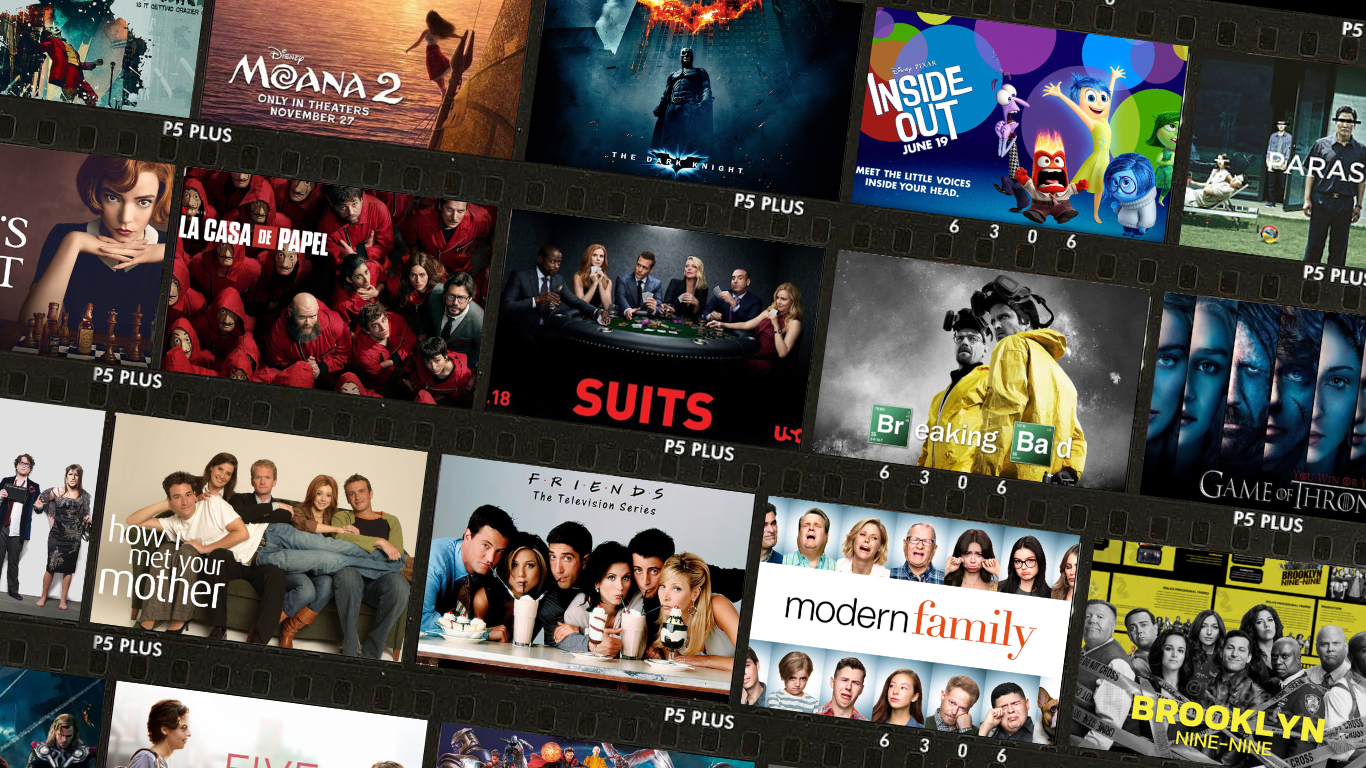 IS IT GETTING CRAZIER
Disney
MOANA 2
ONLY IN THEATERS
NOVEMBER 27
THE DARK KNIGHT
Disney · PIXAR
INSIDE
OUT
JUNE 19
MEET THE LITTLE VOICES
INSIDE YOUR HEAD.
PARAS
P5
P5 PLUS
P5 PLUS
6 3 0 6
P5 PLUS
'S
T
LA CASA DE PAPEL
.18
SUITS
USA
Br eaking Ba d
YOU WIN OR
GAME OF THRON
P5 PLUS
P5 PLUS
6 3 0 6
P5 PLUS
how i
met your
mother
F·R·I·E·N·D·S
The Television Series
modern family
BROOKLYN
NINE-NINE
BROOKLYN
NINE-NINE
P5 PLUS
P5 PLUS
6 3 0 6
FIVE